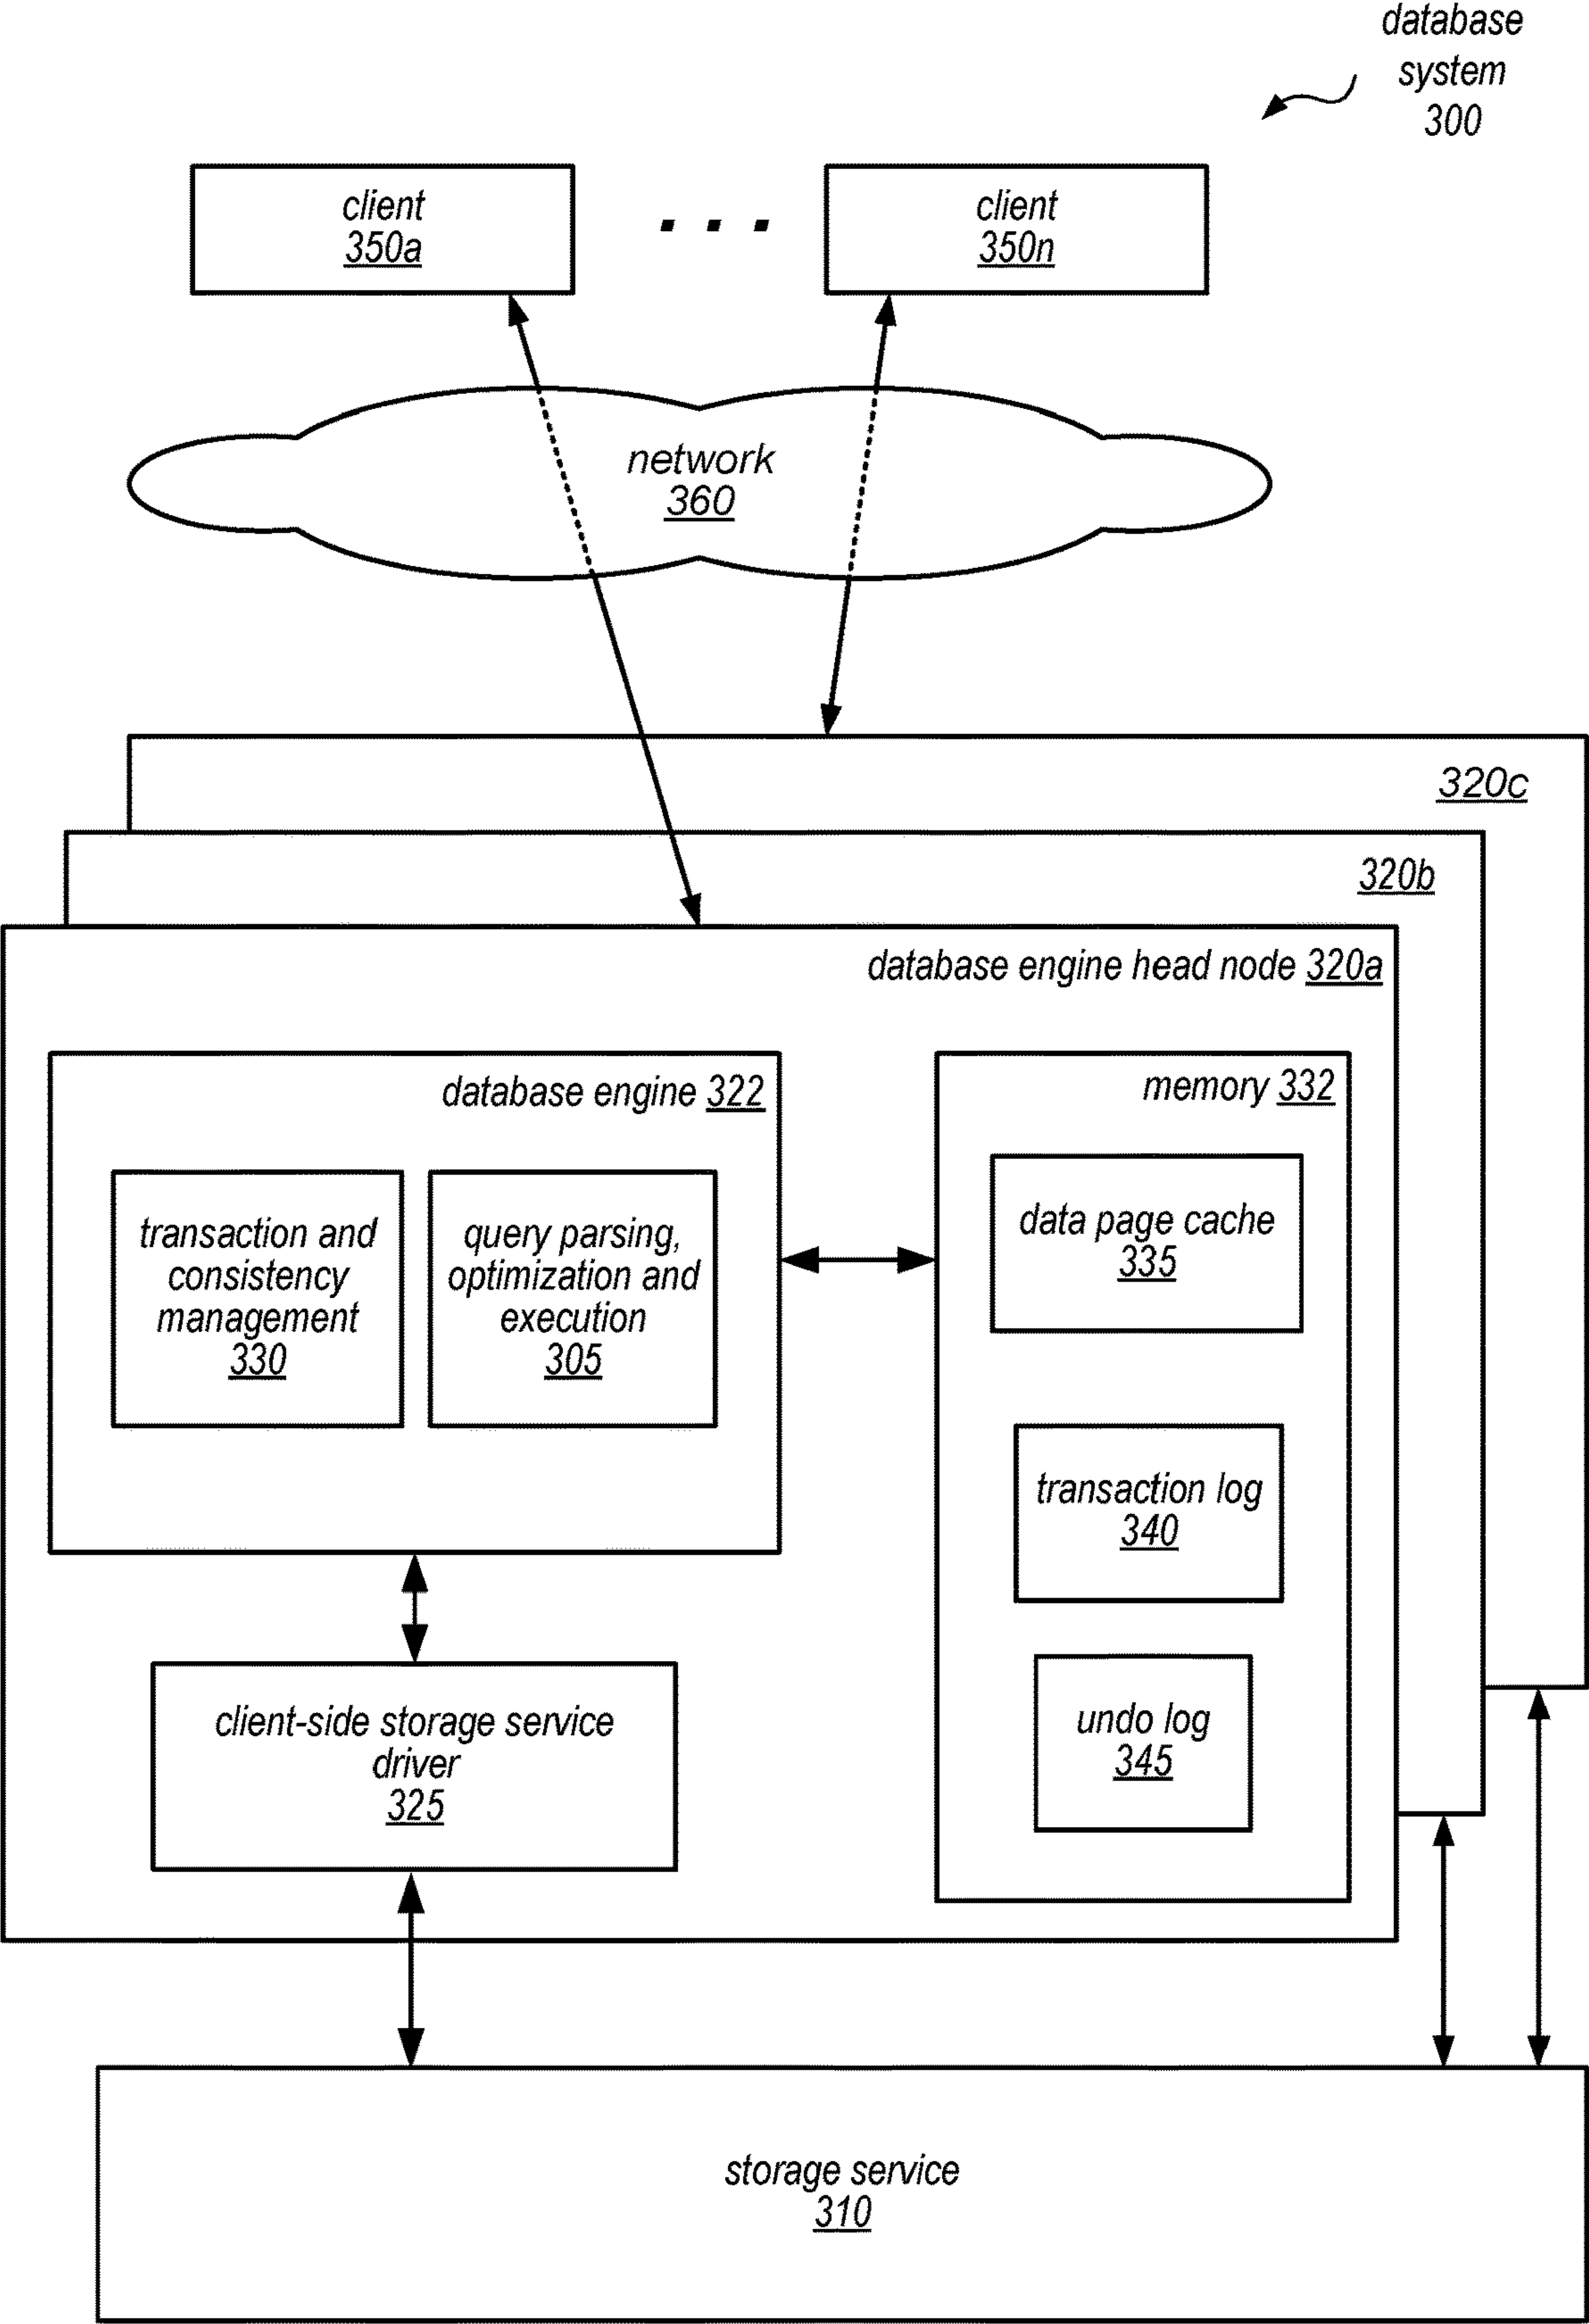 database
system
300
client
350a
. . .
client
350n
network
360
320c
320b
database engine head node 320a
database engine 322
transaction and
consistency
management
330
query parsing,
optimization and
execution
305
memory 332
data page cache
335
transaction log
340
undo log
345
client-side storage service
driver
325
storage service
310